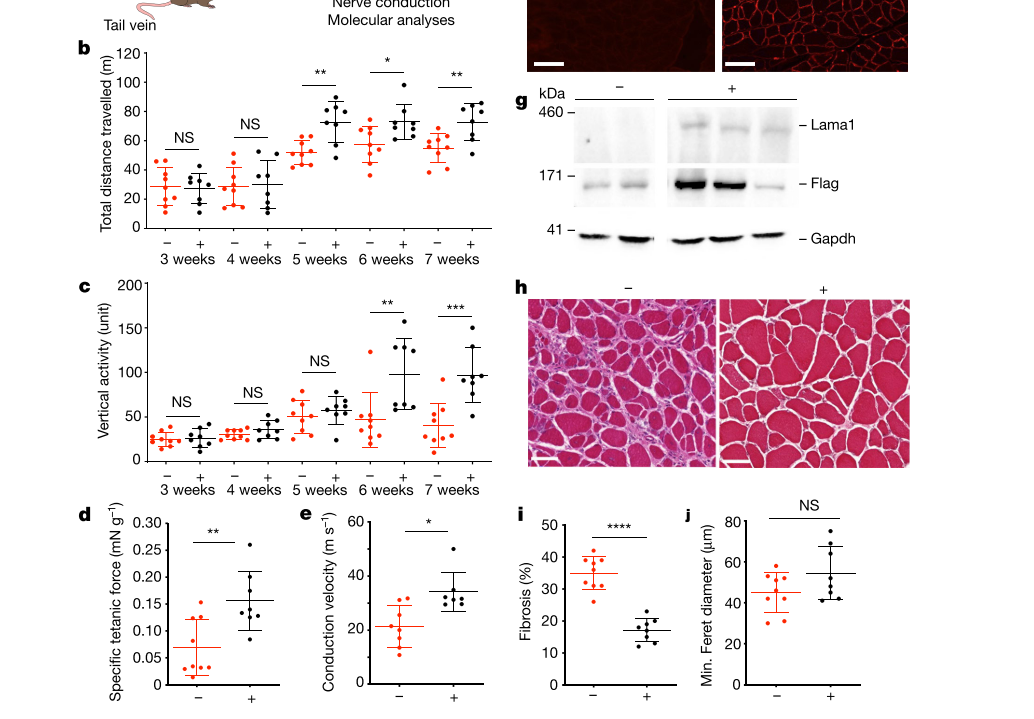 Nerve conduction
Molecular analyses
Tail vein
b
Total distance travelled (m)
120
100
80
60
40
20
0
NS
NS
**
*
**
− + − + − + − + − +
3 weeks 4 weeks 5 weeks 6 weeks 7 weeks
c
Vertical activity (unit)
200
150
100
50
0
NS
NS
NS
**
***
− + − + − + − + − +
3 weeks 4 weeks 5 weeks 6 weeks 7 weeks
d
Specific tetanic force (mN g⁻¹)
0.30
0.25
0.20
0.15
0.10
0.05
0
**
− +
e
Conduction velocity (m s⁻¹)
60
40
20
0
*
− +
g
kDa
− +
460
171
41
Lama1
Flag
Gapdh
h
− +
i
Fibrosis (%)
50
40
30
20
10
0
****
− +
j
Min. Feret diameter (μm)
80
60
40
20
0
NS
− +